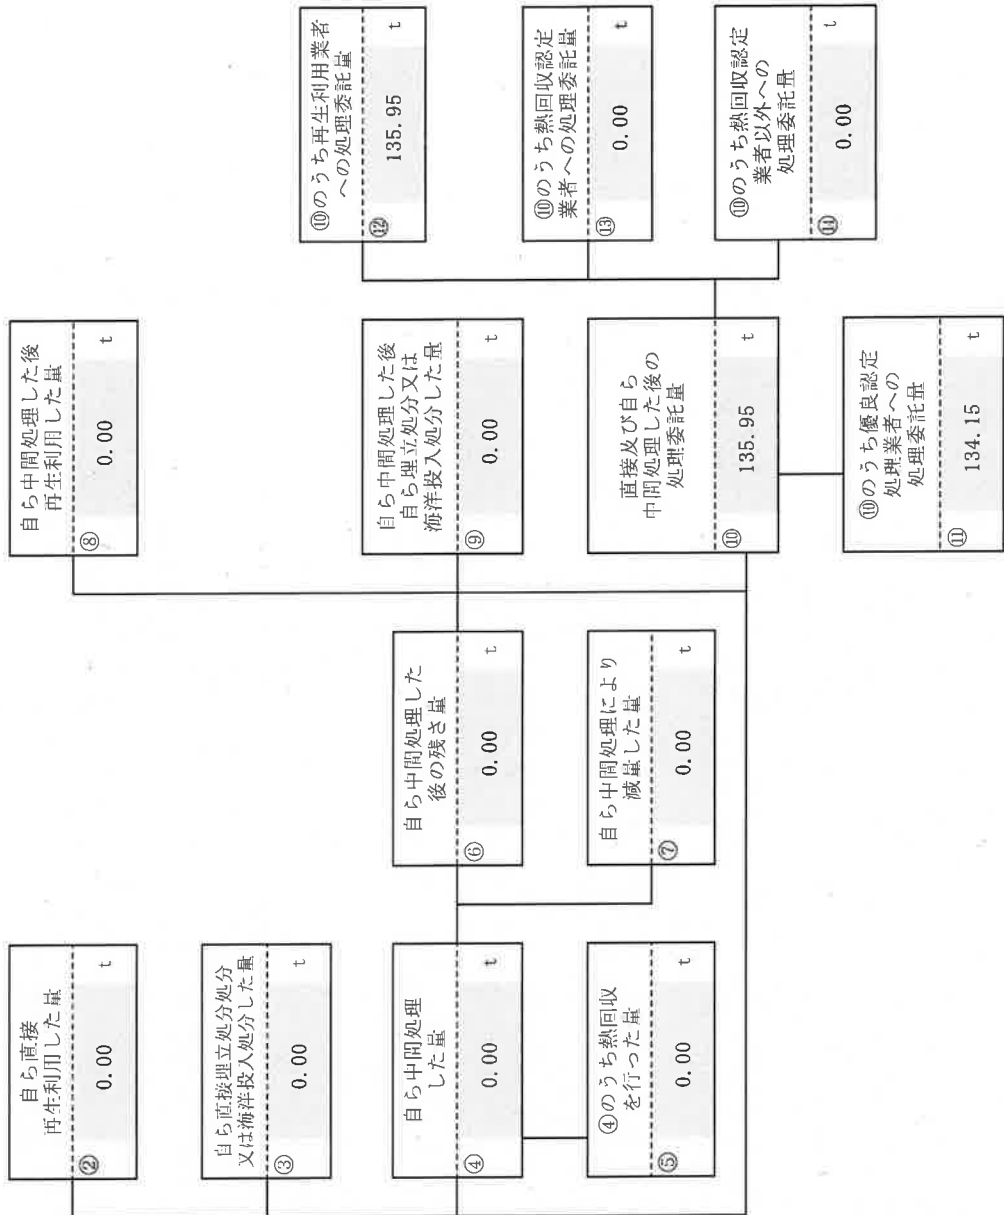 自ら直接
再生利用した量
② 0.00 t
自ら直接埋立処分処分
又は海洋投入処分した量
③ 0.00 t
自ら中間処理
した量
④ 0.00 t
④のうち熱回収
を行った量
⑤ 0.00 t
自ら中間処理した
後の残さ量
⑥ 0.00 t
自ら中間処理により
減量した量
⑦ 0.00 t
自ら中間処理した後
再生利用した量
⑧ 0.00 t
自ら中間処理した後
自ら埋立処分又は
海洋投入処分した量
⑨ 0.00 t
直接及び自ら
中間処理した後の
処理委託量
⑩ 135.95 t
⑩のうち優良認定
処理業者への
処理委託量
⑪ 134.15 t
⑩のうち再生利用業者
への処理委託量
⑫ 135.95 t
⑩のうち熱回収認定
業者への処理委託量
⑬ 0.00 t
⑩のうち熱回収認定
業者以外への
処理委託量
⑭ 0.00 t